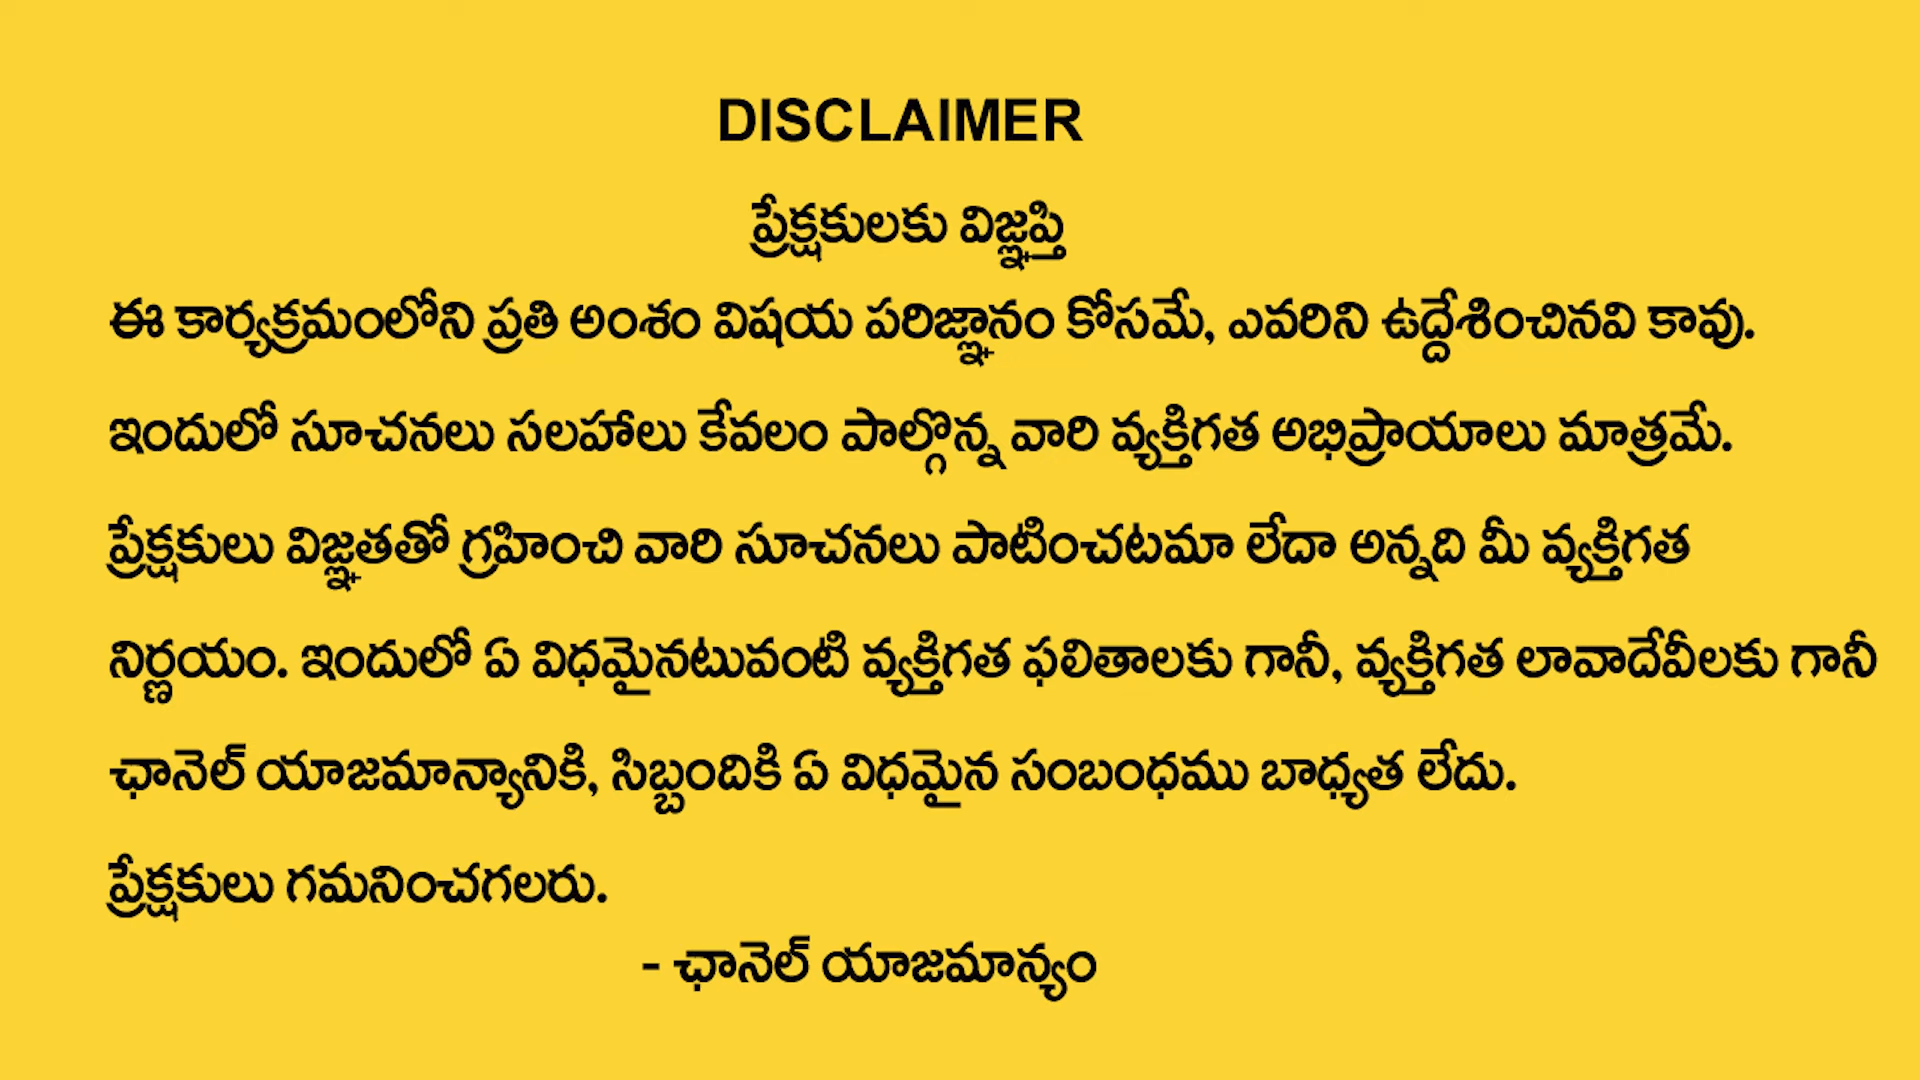 DISCLAIMER
ప్రేక్షకులకు విజ్ఞప్తి
ఈ కార్యక్రమంలోని ప్రతి అంశం విషయ పరిజ్ఞానం కోసమే, ఎవరిని ఉద్దేశించినవి కావు.
ఇందులో సూచనలు సలహాలు కేవలం పాల్గొన్న వారి వ్యక్తిగత అభిప్రాయాలు మాత్రమే.
ప్రేక్షకులు విజ్ఞతతో గ్రహించి వారి సూచనలు పాటించటమా లేదా అన్నది మీ వ్యక్తిగత
నిర్ణయం. ఇందులో ఏ విధమైనటువంటి వ్యక్తిగత ఫలితాలకు గానీ, వ్యక్తిగత లావాదేవీలకు గానీ
ఛానెల్ యాజమాన్యానికి, సిబ్బందికి ఏ విధమైన సంబంధము బాధ్యత లేదు.
ప్రేక్షకులు గమనించగలరు.
- ఛానెల్ యాజమాన్యం